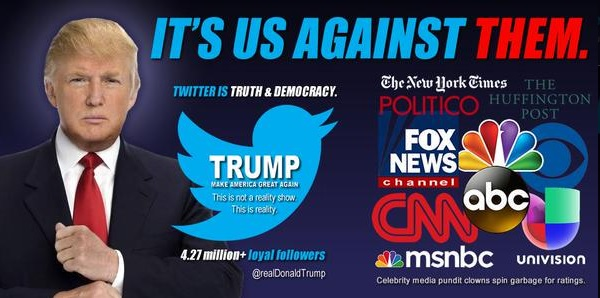 IT'S US AGAINST THEM.
TWITTER IS TRUTH & DEMOCRACY.
TRUMP
MAKE AMERICA GREAT AGAIN
This is not a reality show.
This is reality.
4.27 million+ loyal followers
@realDonaldTrump
The New York Times
POLITICO
THE
HUFFINGTON
POST
FOX
NEWS
channel
abc
CNN
msnbc
UNIVISION
Celebrity media pundit clowns spin garbage for ratings.